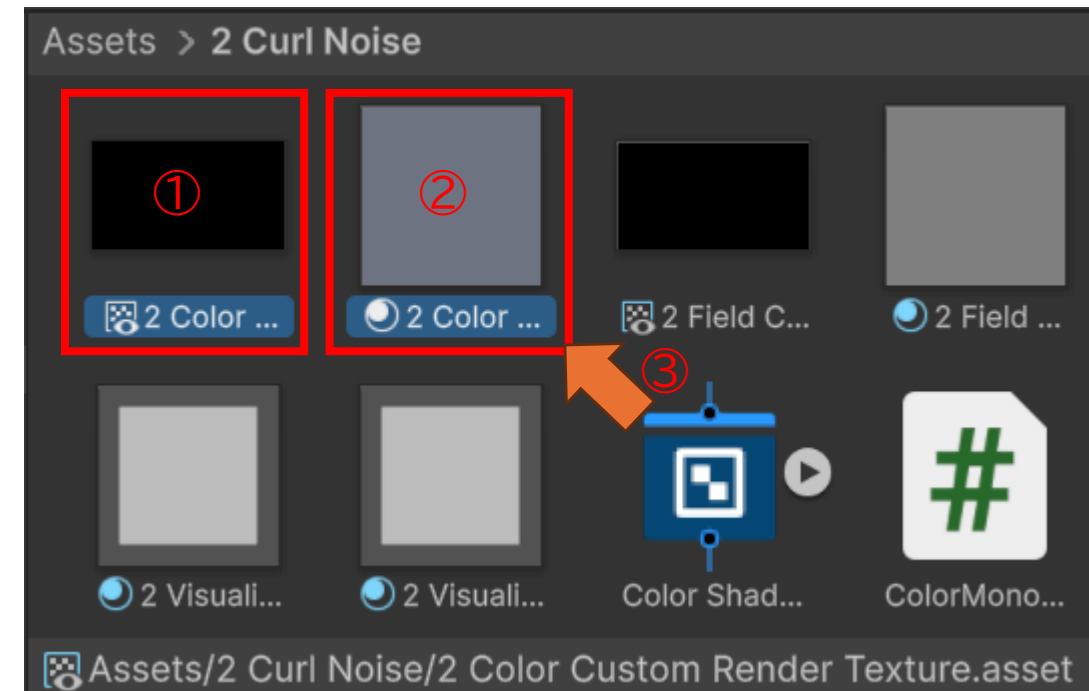 Assets > 2 Curl Noise
① ②
2 Color ... 2 Color ... 2 Field C... 2 Field ...
③
#
2 Visuali... 2 Visuali... Color Shad... ColorMono...
Assets/2 Curl Noise/2 Color Custom Render Texture.asset